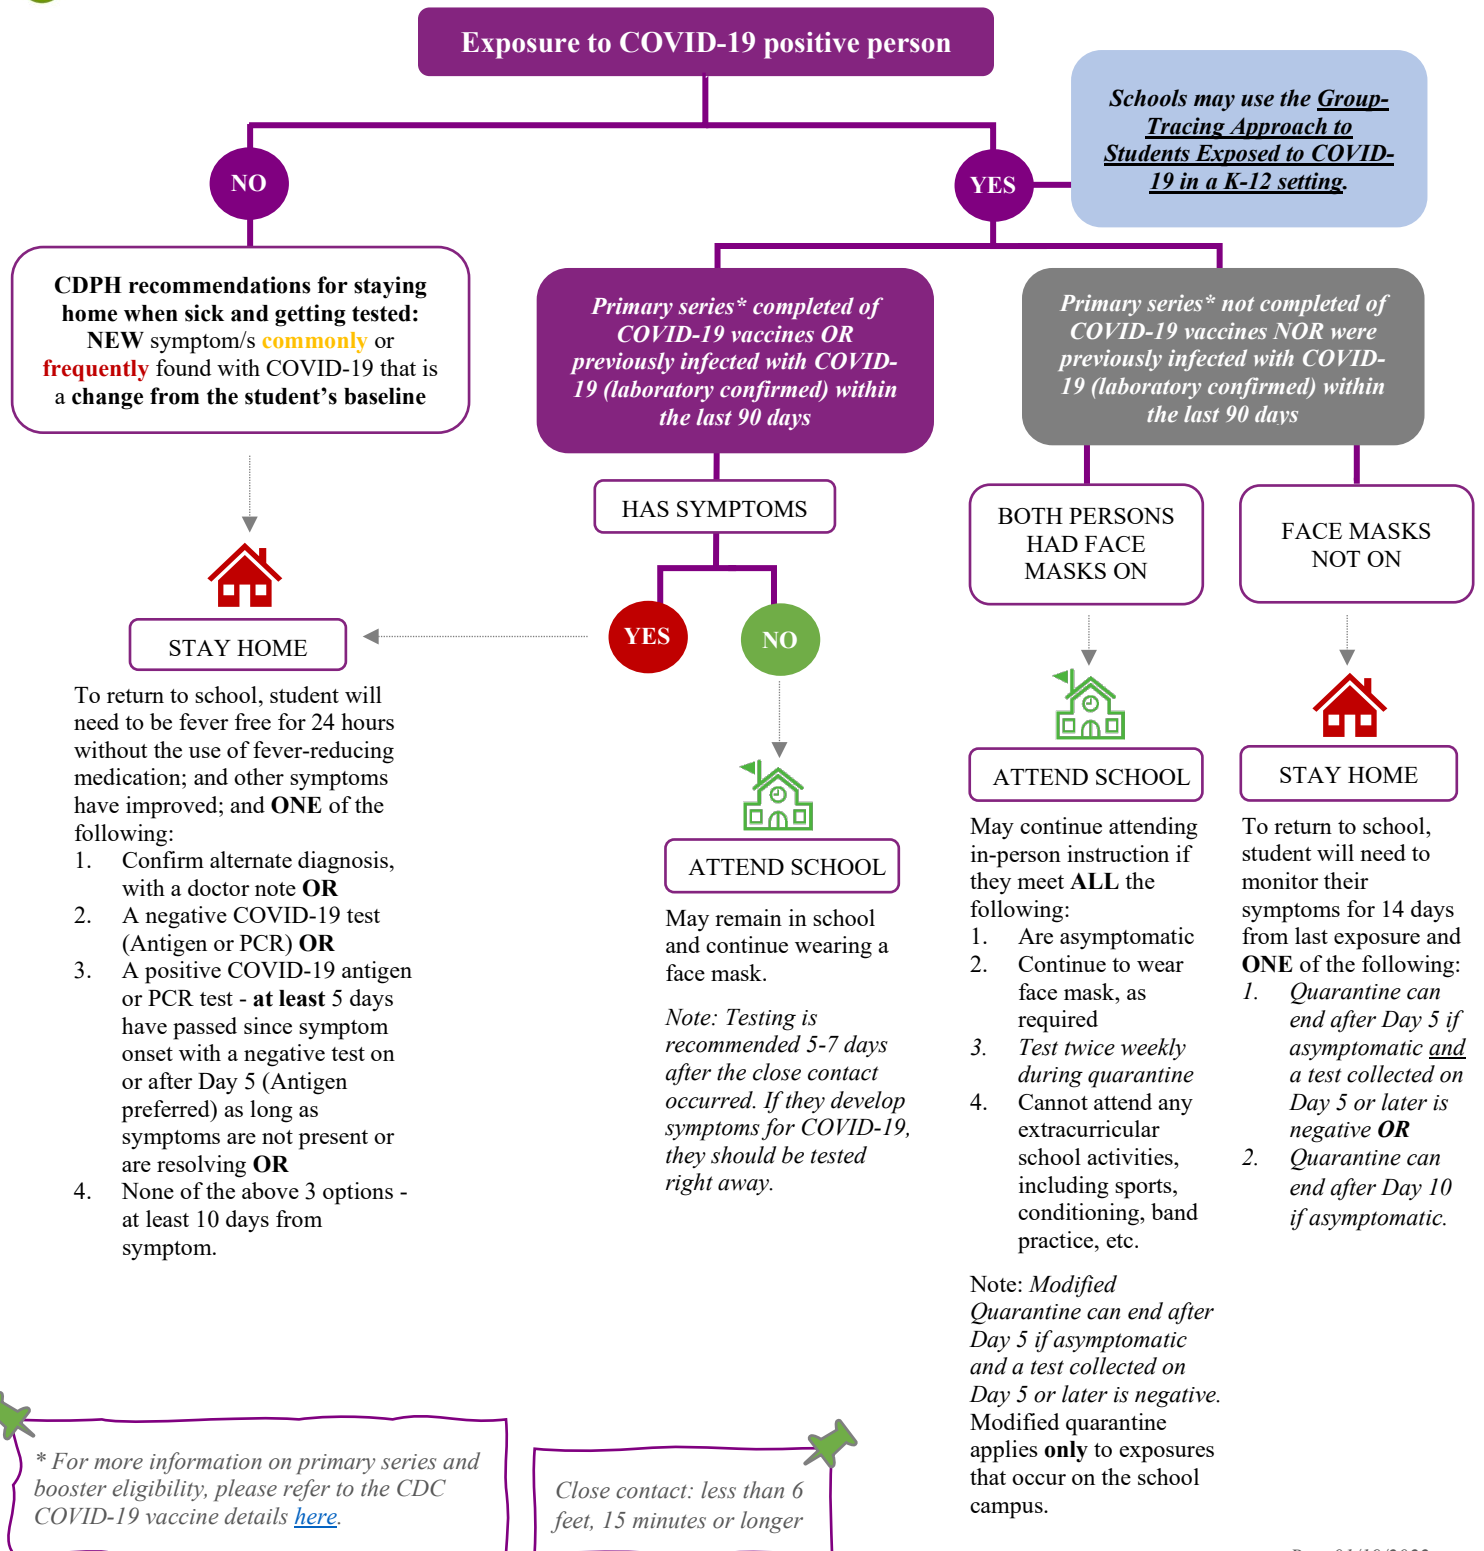 Exposure to COVID-19 positive person
Schools may use the Group-
Tracing Approach to
Students Exposed to COVID-
19 in a K-12 setting.
NO
YES
CDPH recommendations for staying
home when sick and getting tested:
NEW symptom/s commonly or
frequently found with COVID-19 that is
a change from the student's baseline
Primary series* completed of
COVID-19 vaccines OR
previously infected with COVID-
19 (laboratory confirmed) within
the last 90 days
Primary series* not completed of
COVID-19 vaccines NOR were
previously infected with COVID-
19 (laboratory confirmed) within
the last 90 days
HAS SYMPTOMS
BOTH PERSONS
HAD FACE
MASKS ON
FACE MASKS
NOT ON
YES
NO
STAY HOME
To return to school, student will
need to be fever free for 24 hours
without the use of fever-reducing
medication; and other symptoms
have improved; and ONE of the
following:
1. Confirm alternate diagnosis,
with a doctor note OR
2. A negative COVID-19 test
(Antigen or PCR) OR
3. A positive COVID-19 antigen
or PCR test - at least 5 days
have passed since symptom
onset with a negative test on
or after Day 5 (Antigen
preferred) as long as
symptoms are not present or
are resolving OR
4. None of the above 3 options -
at least 10 days from
symptom.
ATTEND SCHOOL
May remain in school
and continue wearing a
face mask.
Note: Testing is
recommended 5-7 days
after the close contact
occurred. If they develop
symptoms for COVID-19,
they should be tested
right away.
ATTEND SCHOOL
May continue attending
in-person instruction if
they meet ALL the
following:
1. Are asymptomatic
2. Continue to wear
face mask, as
required
3. Test twice weekly
during quarantine
4. Cannot attend any
extracurricular
school activities,
including sports,
conditioning, band
practice, etc.
Note: Modified
Quarantine can end after
Day 5 if asymptomatic
and a test collected on
Day 5 or later is negative.
Modified quarantine
applies only to exposures
that occur on the school
campus.
STAY HOME
To return to school,
student will need to
monitor their
symptoms for 14 days
from last exposure and
ONE of the following:
1. Quarantine can
end after Day 5 if
asymptomatic and
a test collected on
Day 5 or later is
negative OR
2. Quarantine can
end after Day 10
if asymptomatic.
* For more information on primary series and
booster eligibility, please refer to the CDC
COVID-19 vaccine details here.
Close contact: less than 6
feet, 15 minutes or longer